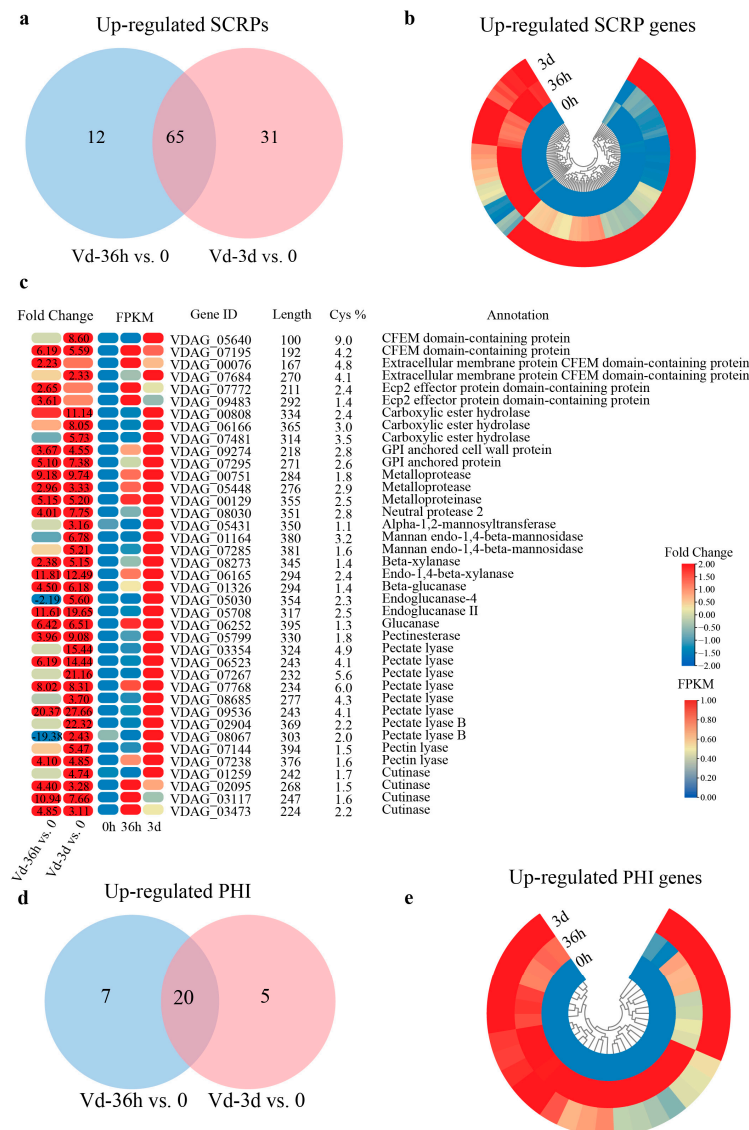 a
Up-regulated SCRPs
12
65
31
Vd-36h vs. 0
Vd-3d vs. 0
b
Up-regulated SCRP genes
3d
36h
0h
c
Fold Change FPKM Gene ID Length Cys % Annotation
8.60 VDAG_05640 100 9.0 CFEM domain-containing protein
6.19 5.59 VDAG_07195 192 4.2 CFEM domain-containing protein
2.23 VDAG_00076 167 4.8 Extracellular membrane protein CFEM domain-containing protein
2.33 VDAG_07684 270 4.1 Extracellular membrane protein CFEM domain-containing protein
2.65 VDAG_07772 211 2.4 Ecp2 effector protein domain-containing protein
3.61 VDAG_09483 292 1.4 Ecp2 effector protein domain-containing protein
11.14 VDAG_00808 334 2.4 Carboxylic ester hydrolase
8.05 VDAG_06166 365 3.0 Carboxylic ester hydrolase
5.73 VDAG_07481 314 3.5 Carboxylic ester hydrolase
3.67 4.55 VDAG_09274 218 2.8 GPI anchored cell wall protein
5.10 7.38 VDAG_07295 271 2.6 GPI anchored protein
9.18 9.74 VDAG_00751 284 1.8 Metalloprotease
2.96 3.33 VDAG_05448 276 2.9 Metalloprotease
5.15 5.20 VDAG_00129 355 2.5 Metalloproteinase
4.01 7.75 VDAG_08030 351 2.8 Neutral protease 2
3.16 VDAG_05431 350 1.1 Alpha-1,2-mannosyltransferase
6.78 VDAG_01164 380 3.2 Mannan endo-1,4-beta-mannosidase
5.21 VDAG_07285 381 1.6 Mannan endo-1,4-beta-mannosidase
2.38 5.15 VDAG_08273 345 1.4 Beta-xylanase
11.81 12.49 VDAG_06165 294 2.4 Endo-1,4-beta-xylanase
4.50 6.18 VDAG_01326 294 1.4 Beta-glucanase
-2.19 5.60 VDAG_05030 354 2.3 Endoglucanase-4
11.61 19.65 VDAG_05708 317 2.5 Endoglucanase II
6.42 6.51 VDAG_06252 395 1.3 Glucanase
3.96 9.08 VDAG_05799 330 1.8 Pectinesterase
15.44 VDAG_03354 324 4.9 Pectate lyase
6.19 14.44 VDAG_06523 243 4.1 Pectate lyase
21.16 VDAG_07267 232 5.6 Pectate lyase
8.02 8.31 VDAG_07768 234 6.0 Pectate lyase
3.70 VDAG_08685 277 4.3 Pectate lyase
20.37 27.66 VDAG_09536 243 4.1 Pectate lyase
22.32 VDAG_02904 369 2.2 Pectate lyase B
-19.38 2.43 VDAG_08067 303 2.0 Pectate lyase B
5.47 VDAG_07144 394 1.5 Pectin lyase
4.10 4.85 VDAG_07238 376 1.6 Pectin lyase
4.74 VDAG_01259 242 1.7 Cutinase
4.40 3.28 VDAG_02095 268 1.5 Cutinase
10.94 7.66 VDAG_03117 247 1.6 Cutinase
4.85 3.11 VDAG_03473 224 2.2 Cutinase
Vd-36h vs. 0
Vd-3d vs. 0
0h 36h 3d
Fold Change
2.00
1.50
1.00
0.50
0.00
-0.50
-1.00
-1.50
-2.00
FPKM
1.00
0.80
0.60
0.40
0.20
0.00
d
Up-regulated PHI
7
20
5
Vd-36h vs. 0
Vd-3d vs. 0
e
Up-regulated PHI genes
3d
36h
0h